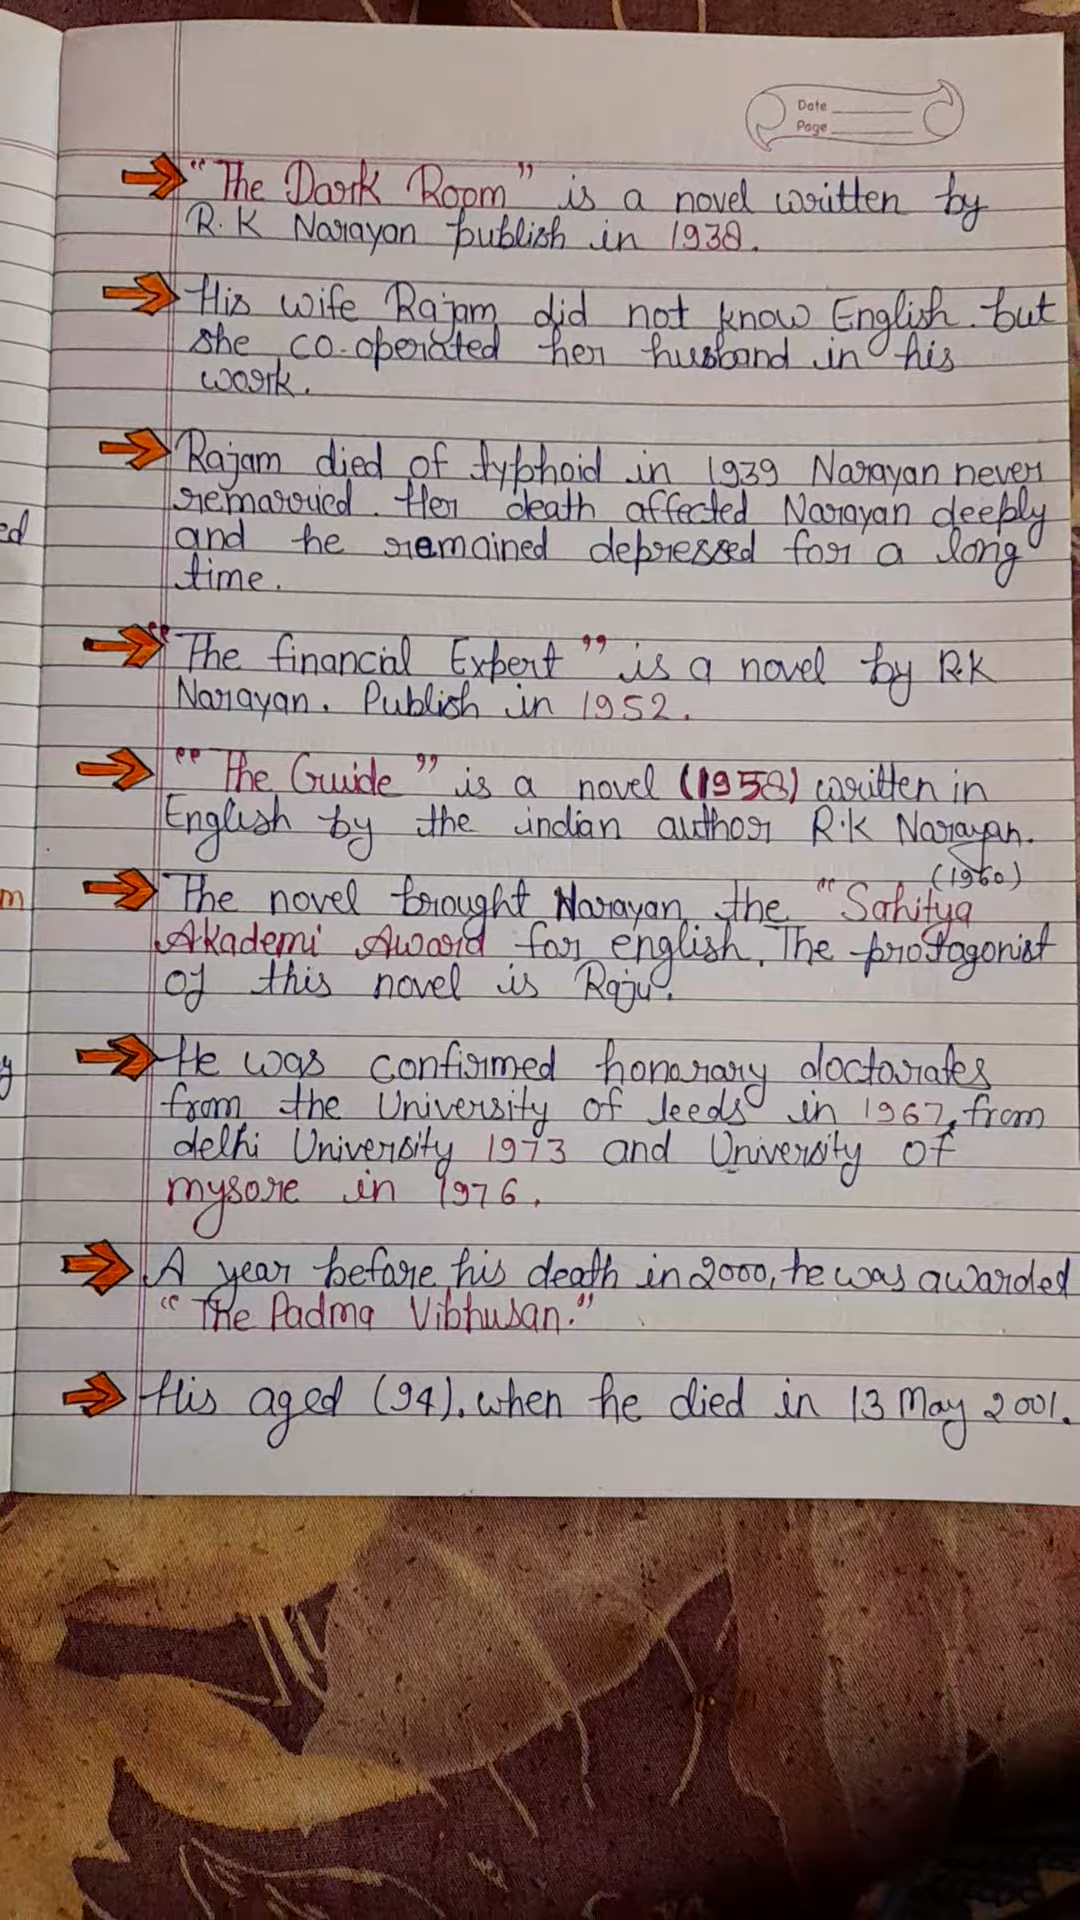 Date
Page
"The Dark Room" is a novel written by
R.K Narayan publish in 1938.
His wife Rajam did not know English. but
she co-operated her husband in his
work.
Rajam died of typhoid in 1939 Narayan never
remarried. Her death affected Narayan deeply
and he remained depressed for a long
time.
"The financial Expert" is a novel by R.K
Narayan. Publish in 1952.
"The Guide" is a novel (1958) written in
English by the indian author R.K Narayan.
(1960)
The novel brought Narayan the "Sahitya
Akademi Award for english. The protagonist
of this novel is Raju.
He was confirmed honorary doctarates
from the University of leeds in 1967, from
delhi University 1973 and University of
mysore in 1976.
A year before his death in 2000, he was awarded
"The Padma Vibhusan."
His aged (94). when he died in 13 May 2001.
ed
m
y